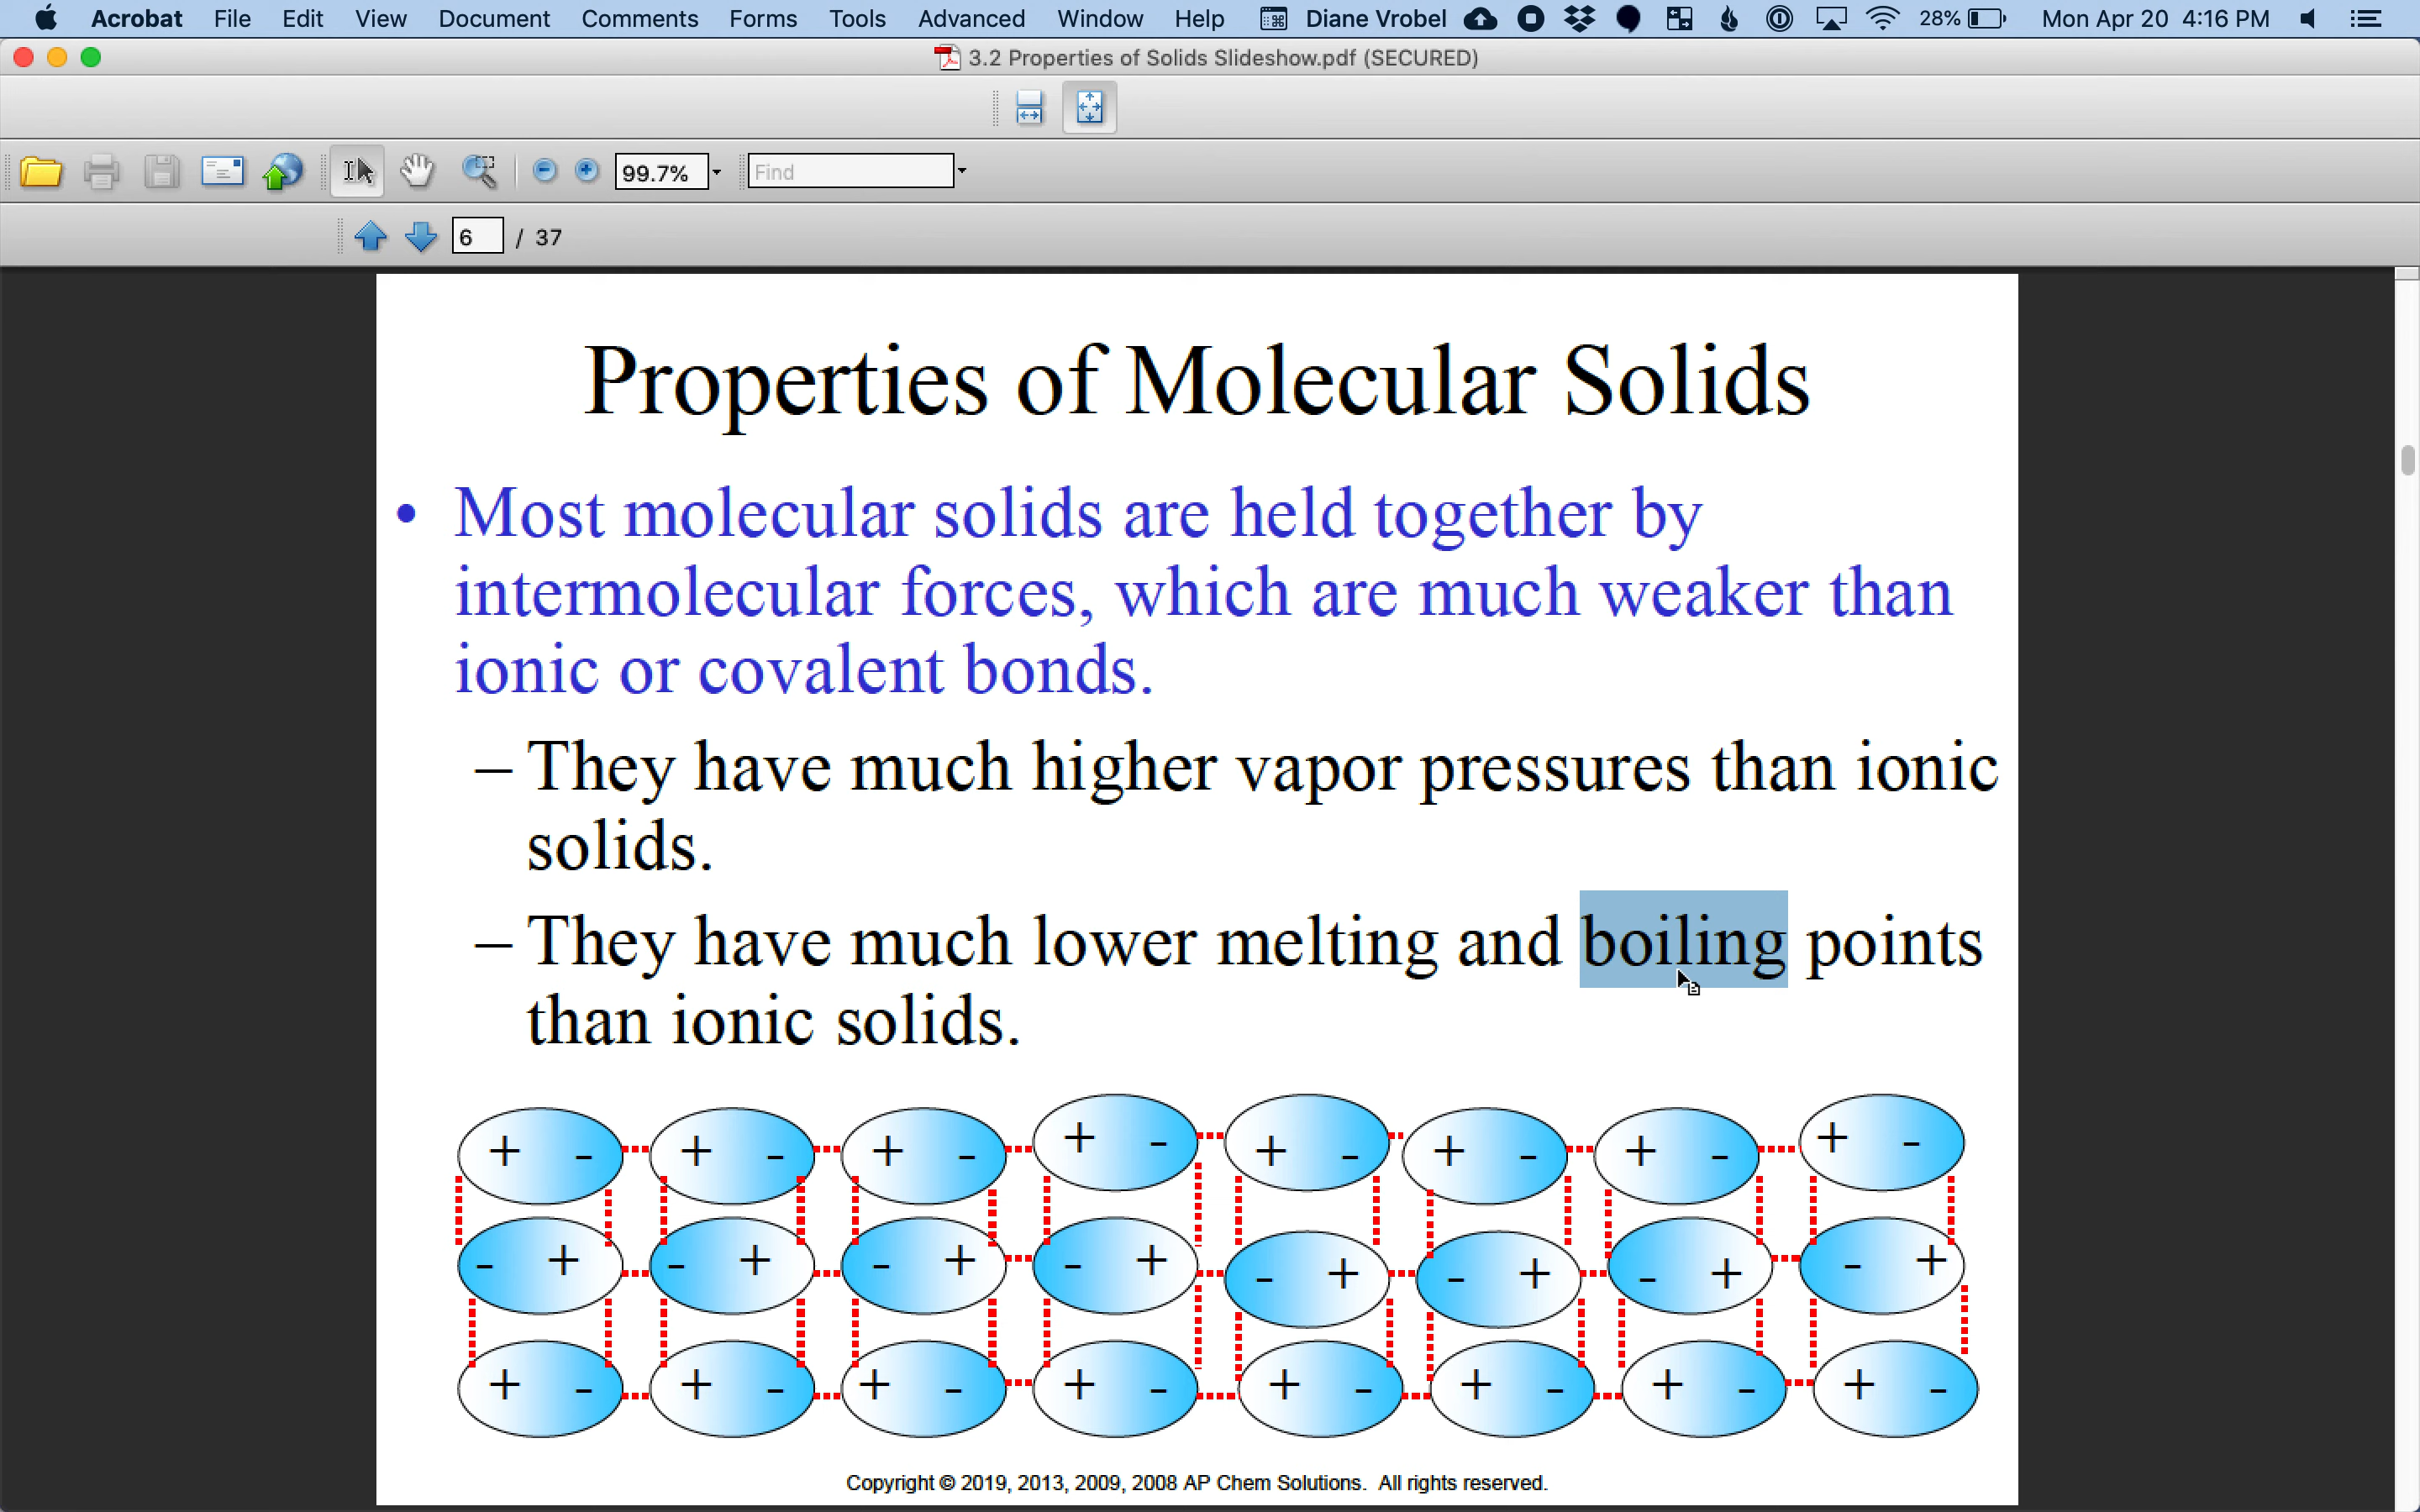 Acrobat File Edit View Document Comments Forms Tools Advanced Window Help Diane Vrobel 28% Mon Apr 20 4:16 PM
3.2 Properties of Solids Slideshow.pdf (SECURED)
99.7% Find
6 / 37
Properties of Molecular Solids
• Most molecular solids are held together by
intermolecular forces, which are much weaker than
ionic or covalent bonds.
– They have much higher vapor pressures than ionic
solids.
– They have much lower melting and boiling points
than ionic solids.
+ - + - + - + - + - + - + - + -
- + - + - + - + - + - + - + - +
+ - + - + - + - + - + - + - + -
Copyright © 2019, 2013, 2009, 2008 AP Chem Solutions. All rights reserved.